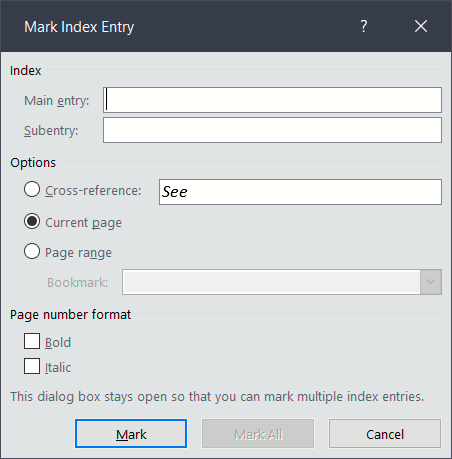 Mark Index Entry ?
Index
Main entry:
Subentry:
Options
Cross-reference: See
Current page
Page range
Bookmark:
Page number format
Bold
Italic
This dialog box stays open so that you can mark multiple index entries.
Mark Mark All Cancel